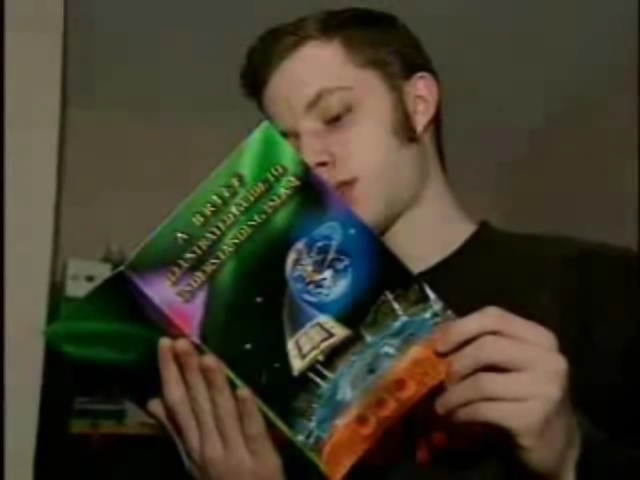 A BRIEF
ILLUSTRATED GUIDE TO
UNDERSTANDING ISLAM